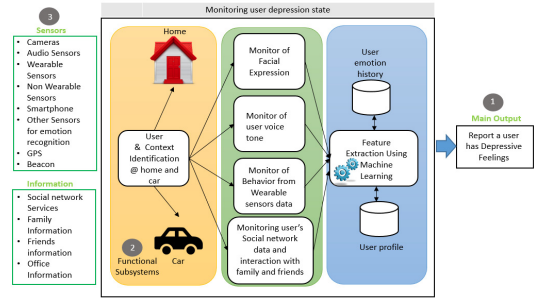 Monitoring user depression state
3
Sensors
• Cameras
• Audio Sensors
• Wearable
Sensors
• Non Wearable
Sensors
• Smartphone
• Other Sensors
for emotion
recognition
• GPS
• Beacon
Information
• Social network
Services
• Family
Information
• Friends
information
• Office
Information
Home
User
& Context
Identification
@ home and
car
2
Functional
Subsystems
Car
Monitor of
Facial
Expression
Monitor of
user voice
tone
Monitor of
Behavior from
Wearable
sensors data
Monitoring user's
Social network
data and
interaction with
family and friends
User
emotion
history
Feature
Extraction Using
Machine
Learning
User profile
1
Main Output
Report a user
has Depressive
Feelings